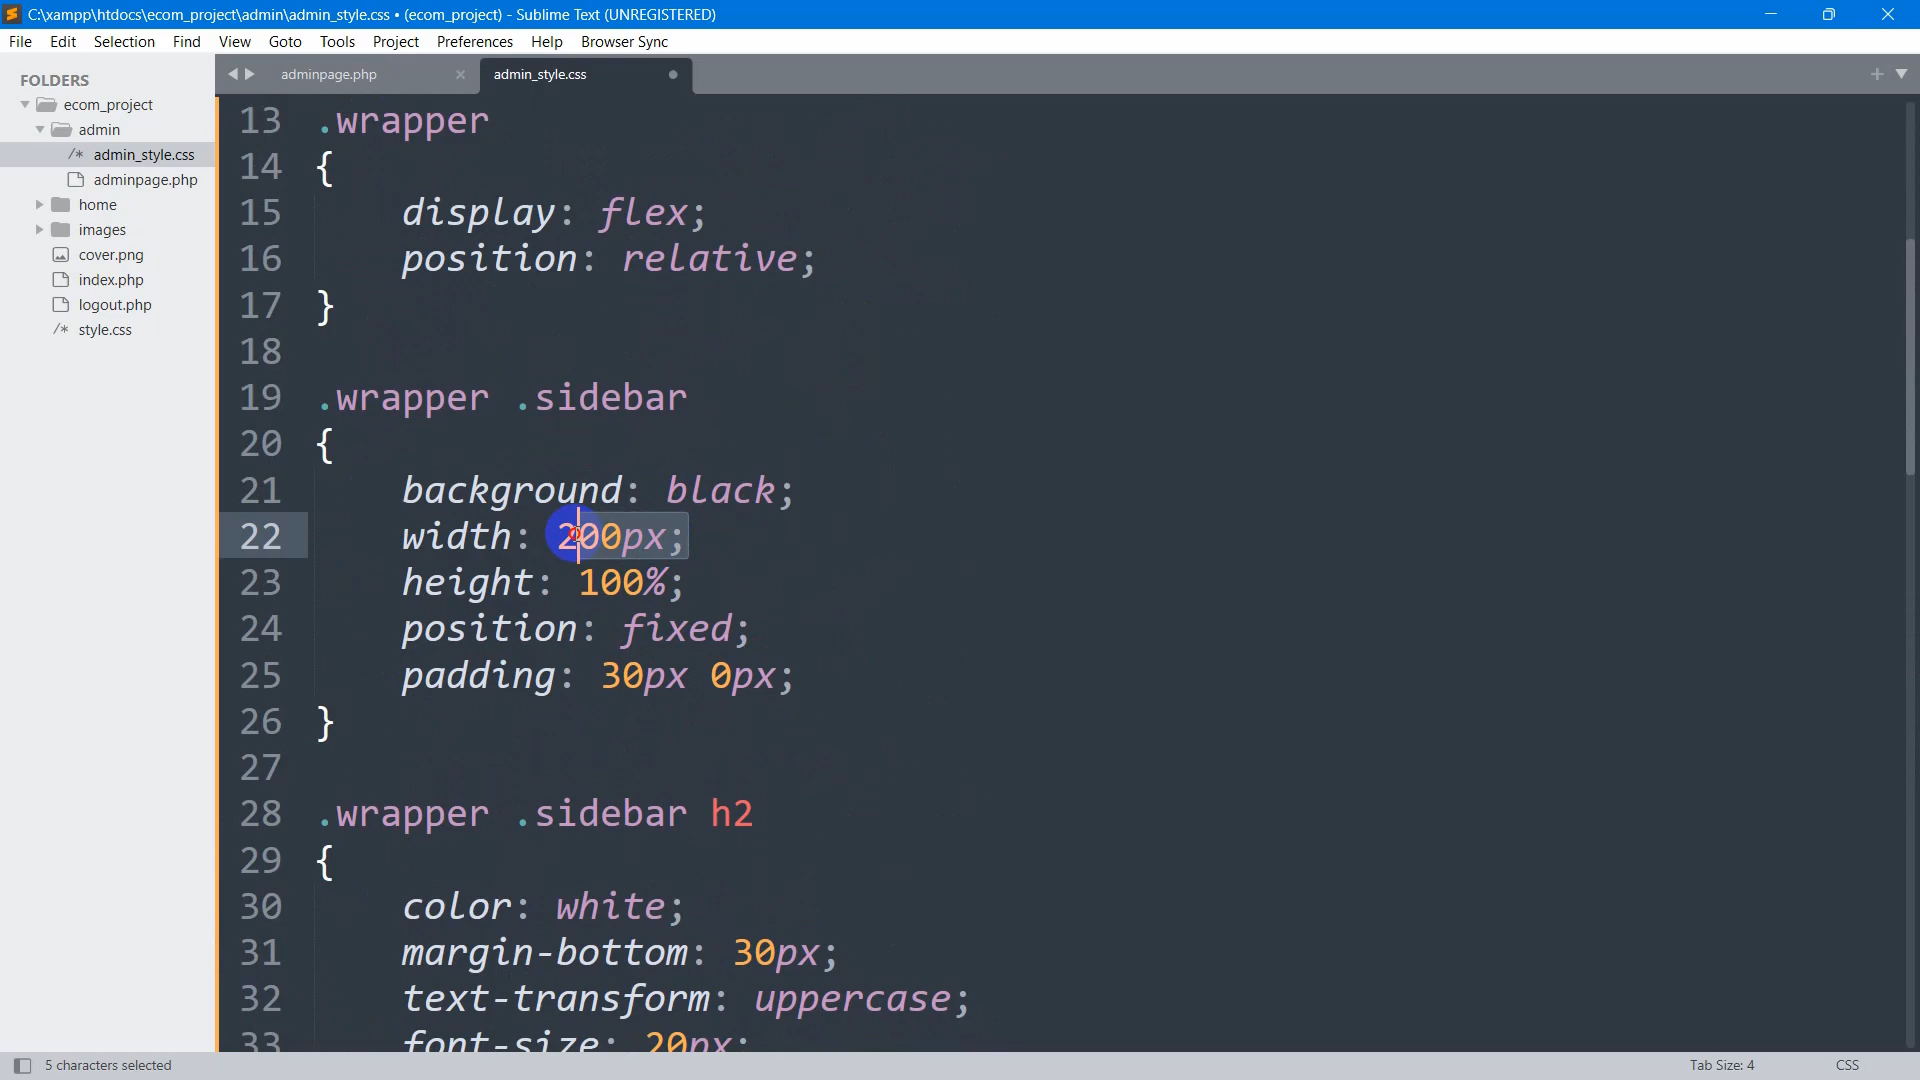 C:\xampp\htdocs\ecom_project\admin\admin_style.css • (ecom_project) - Sublime Text (UNREGISTERED)
File Edit Selection Find View Goto Tools Project Preferences Help Browser Sync
FOLDERS
ecom_project
admin
/* admin_style.css
adminpage.php
home
images
cover.png
index.php
logout.php
/* style.css
adminpage.php
admin_style.css
13 .wrapper
14 {
15 display: flex;
16 position: relative;
17 }
18
19 .wrapper .sidebar
20 {
21 background: black;
22 width: 200px;
23 height: 100%;
24 position: fixed;
25 padding: 30px 0px;
26 }
27
28 .wrapper .sidebar h2
29 {
30 color: white;
31 margin-bottom: 30px;
32 text-transform: uppercase;
33 font-size: 20px;
5 characters selected
Tab Size: 4
CSS